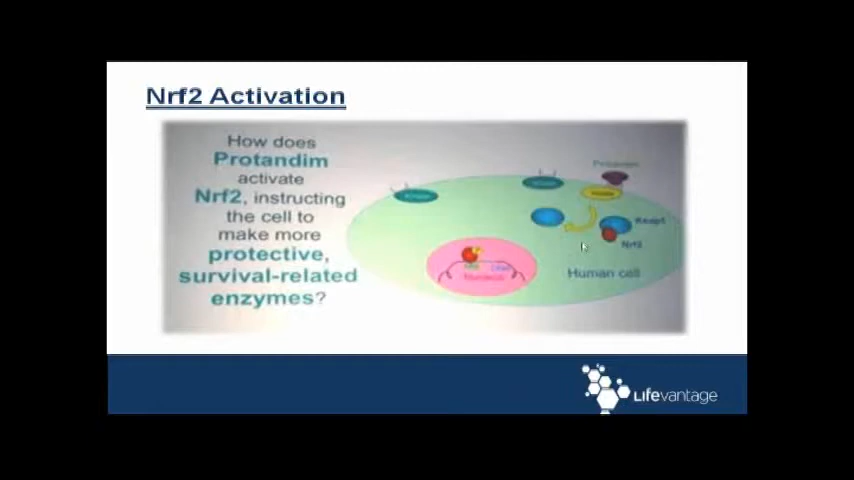 Nrf2 Activation
How does
Protandim
activate
Nrf2, instructing
the cell to
make more
protective,
survival-related
enzymes?
Protandim
Keap1
Nrf2
Human cell
Nucleus
Lifevantage